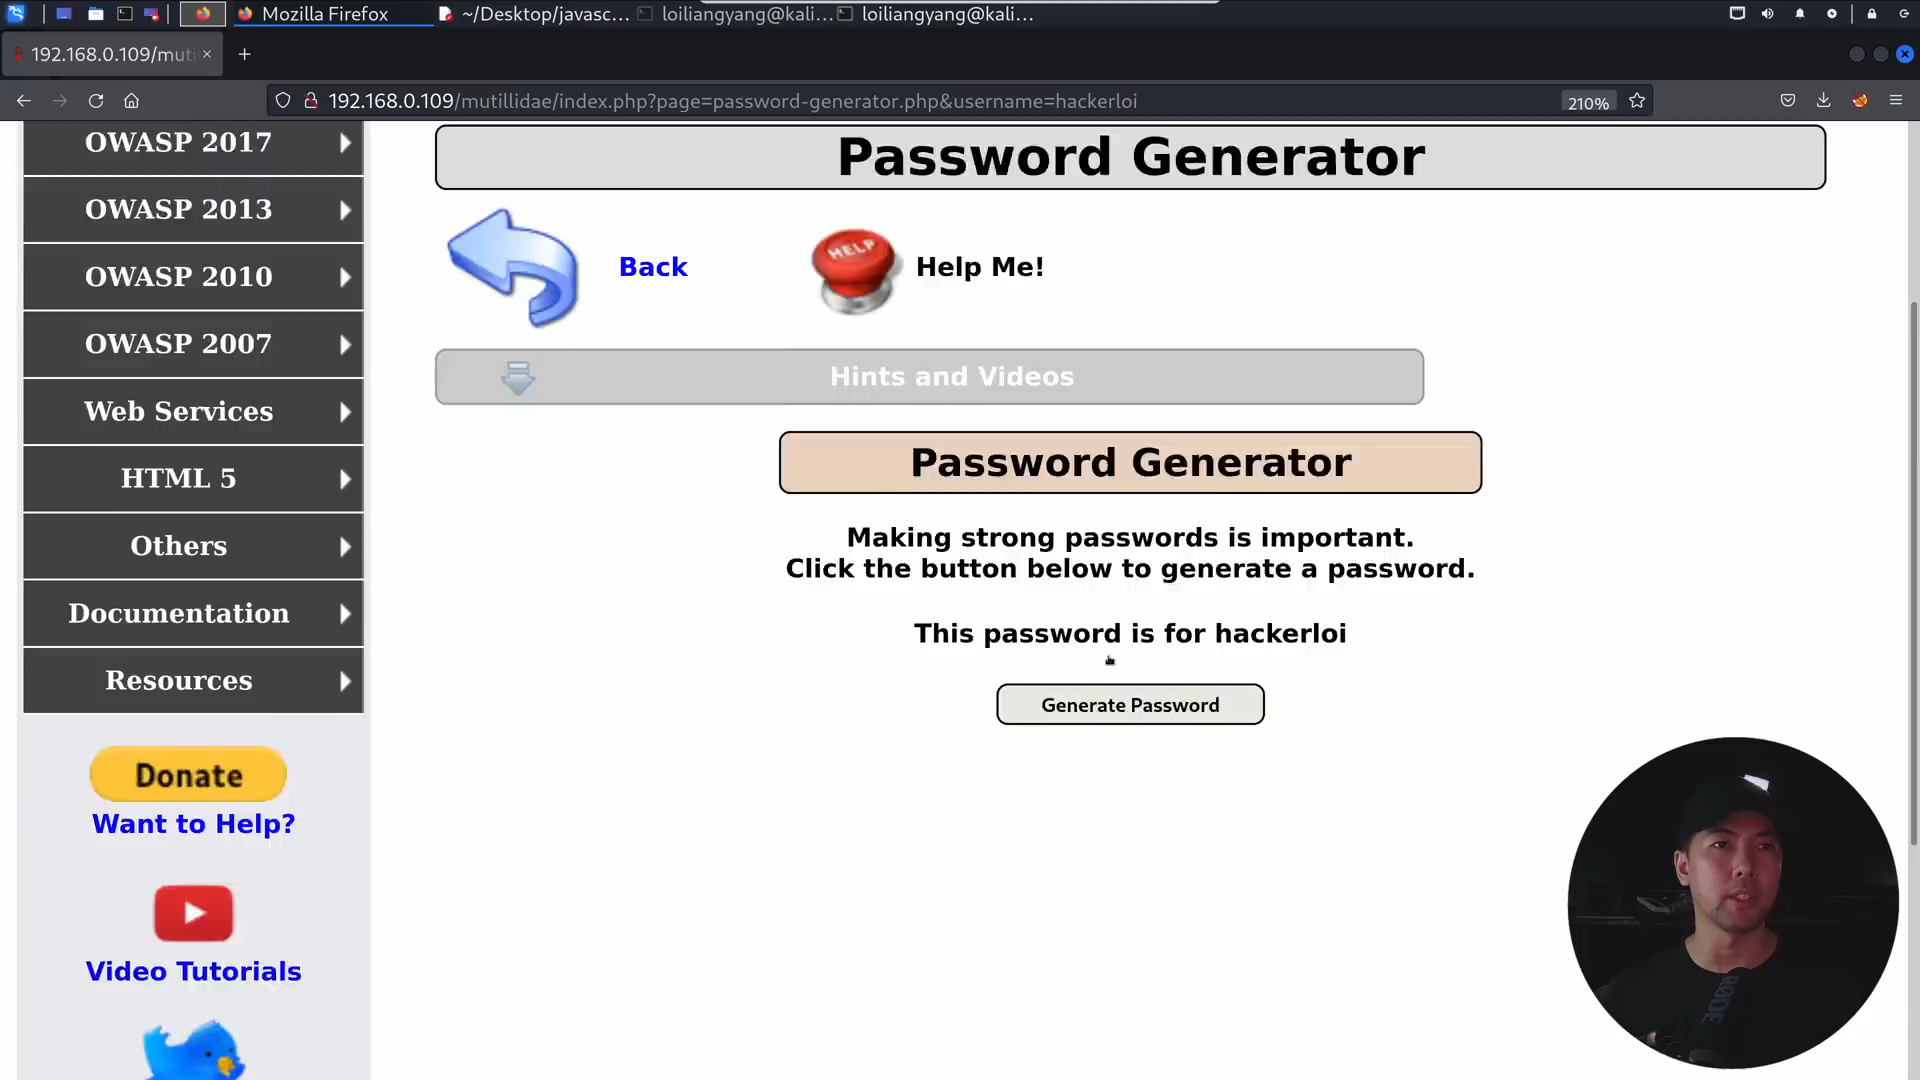 Mozilla Firefox
~/Desktop/javasc...
loiliangyang@kali...
loiliangyang@kali...
192.168.0.109/muti
192.168.0.109/mutillidae/index.php?page=password-generator.php&username=hackerloi
210%
OWASP 2017
OWASP 2013
OWASP 2010
OWASP 2007
Web Services
HTML 5
Others
Documentation
Resources
Donate
Want to Help?
Video Tutorials
Password Generator
Back
HELP
Help Me!
Hints and Videos
Password Generator
Making strong passwords is important.
Click the button below to generate a password.
This password is for hackerloi
Generate Password
RØDE